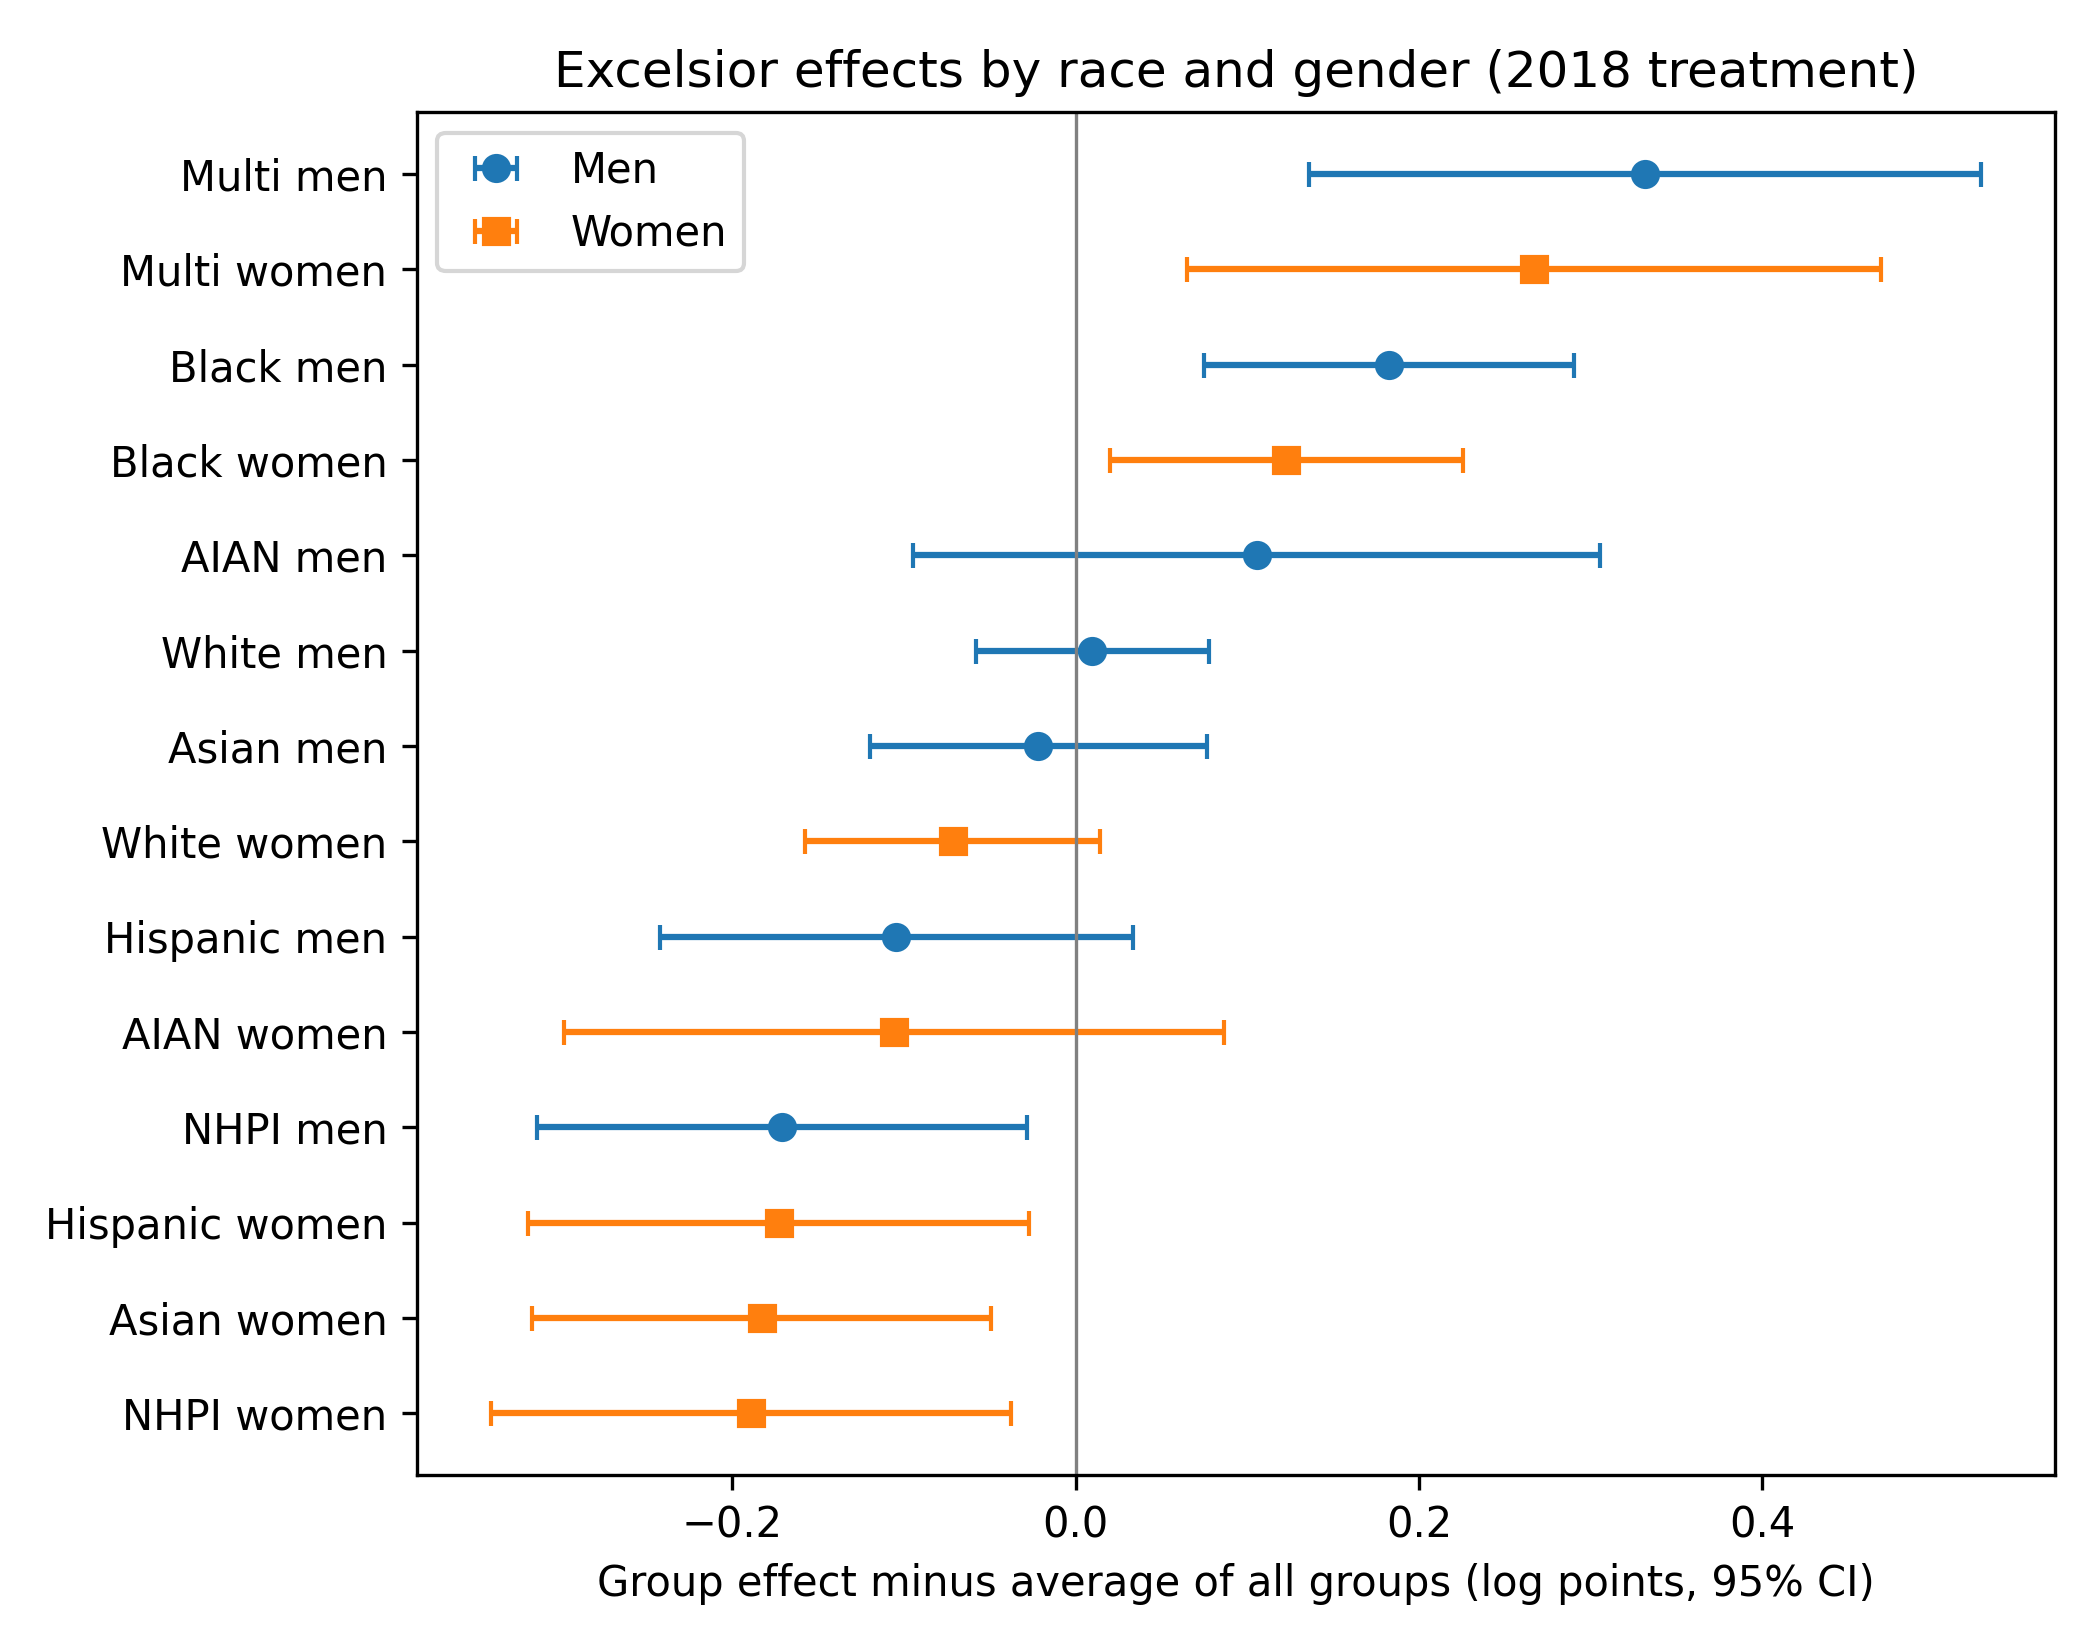 Excelsior effects by race and gender (2018 treatment)
Men
Women
Multi men
Multi women
Black men
Black women
AIAN men
White men
Asian men
White women
Hispanic men
AIAN women
NHPI men
Hispanic women
Asian women
NHPI women
−0.2 0.0 0.2 0.4
Group effect minus average of all groups (log points, 95% CI)